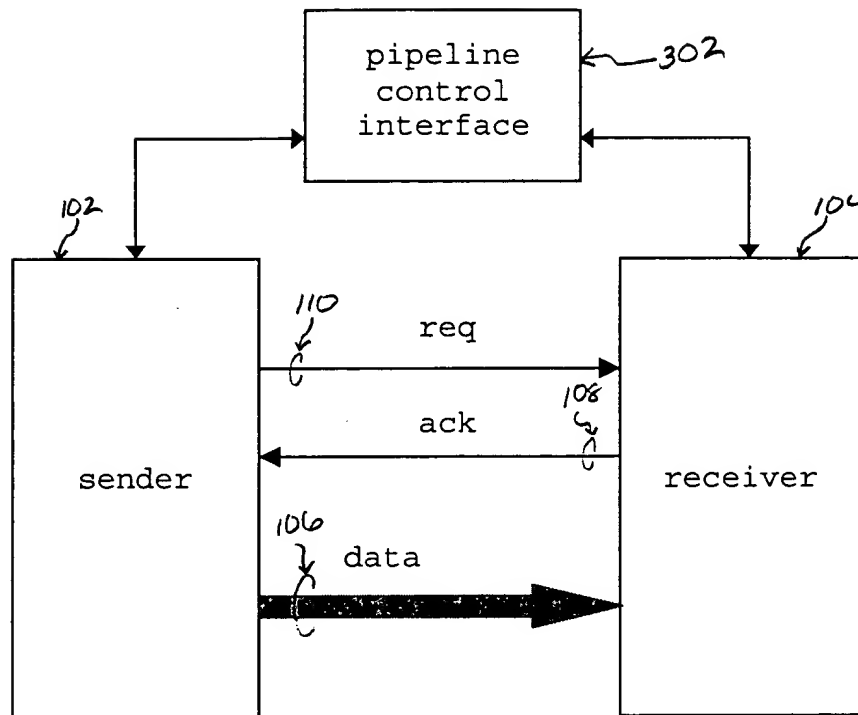 pipeline
control
interface
302
102
104
110
req
108
ack
sender
receiver
106
data